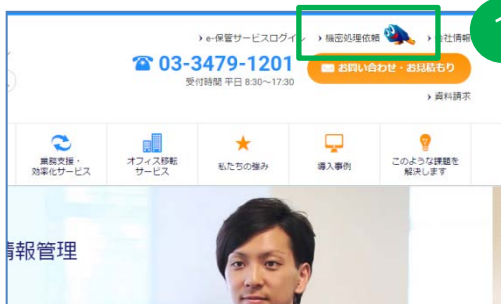 › e-保管サービスログイン › 機密処理依頼 › 会社情報
1
☎ 03-3479-1201
受付時間 平日 8:30～17:30
お問い合わせ・お見積もり
› 資料請求
業務支援・
効率化サービス
オフィス移転
サービス
私たちの強み
導入事例
このような課題を
解決します
情報管理